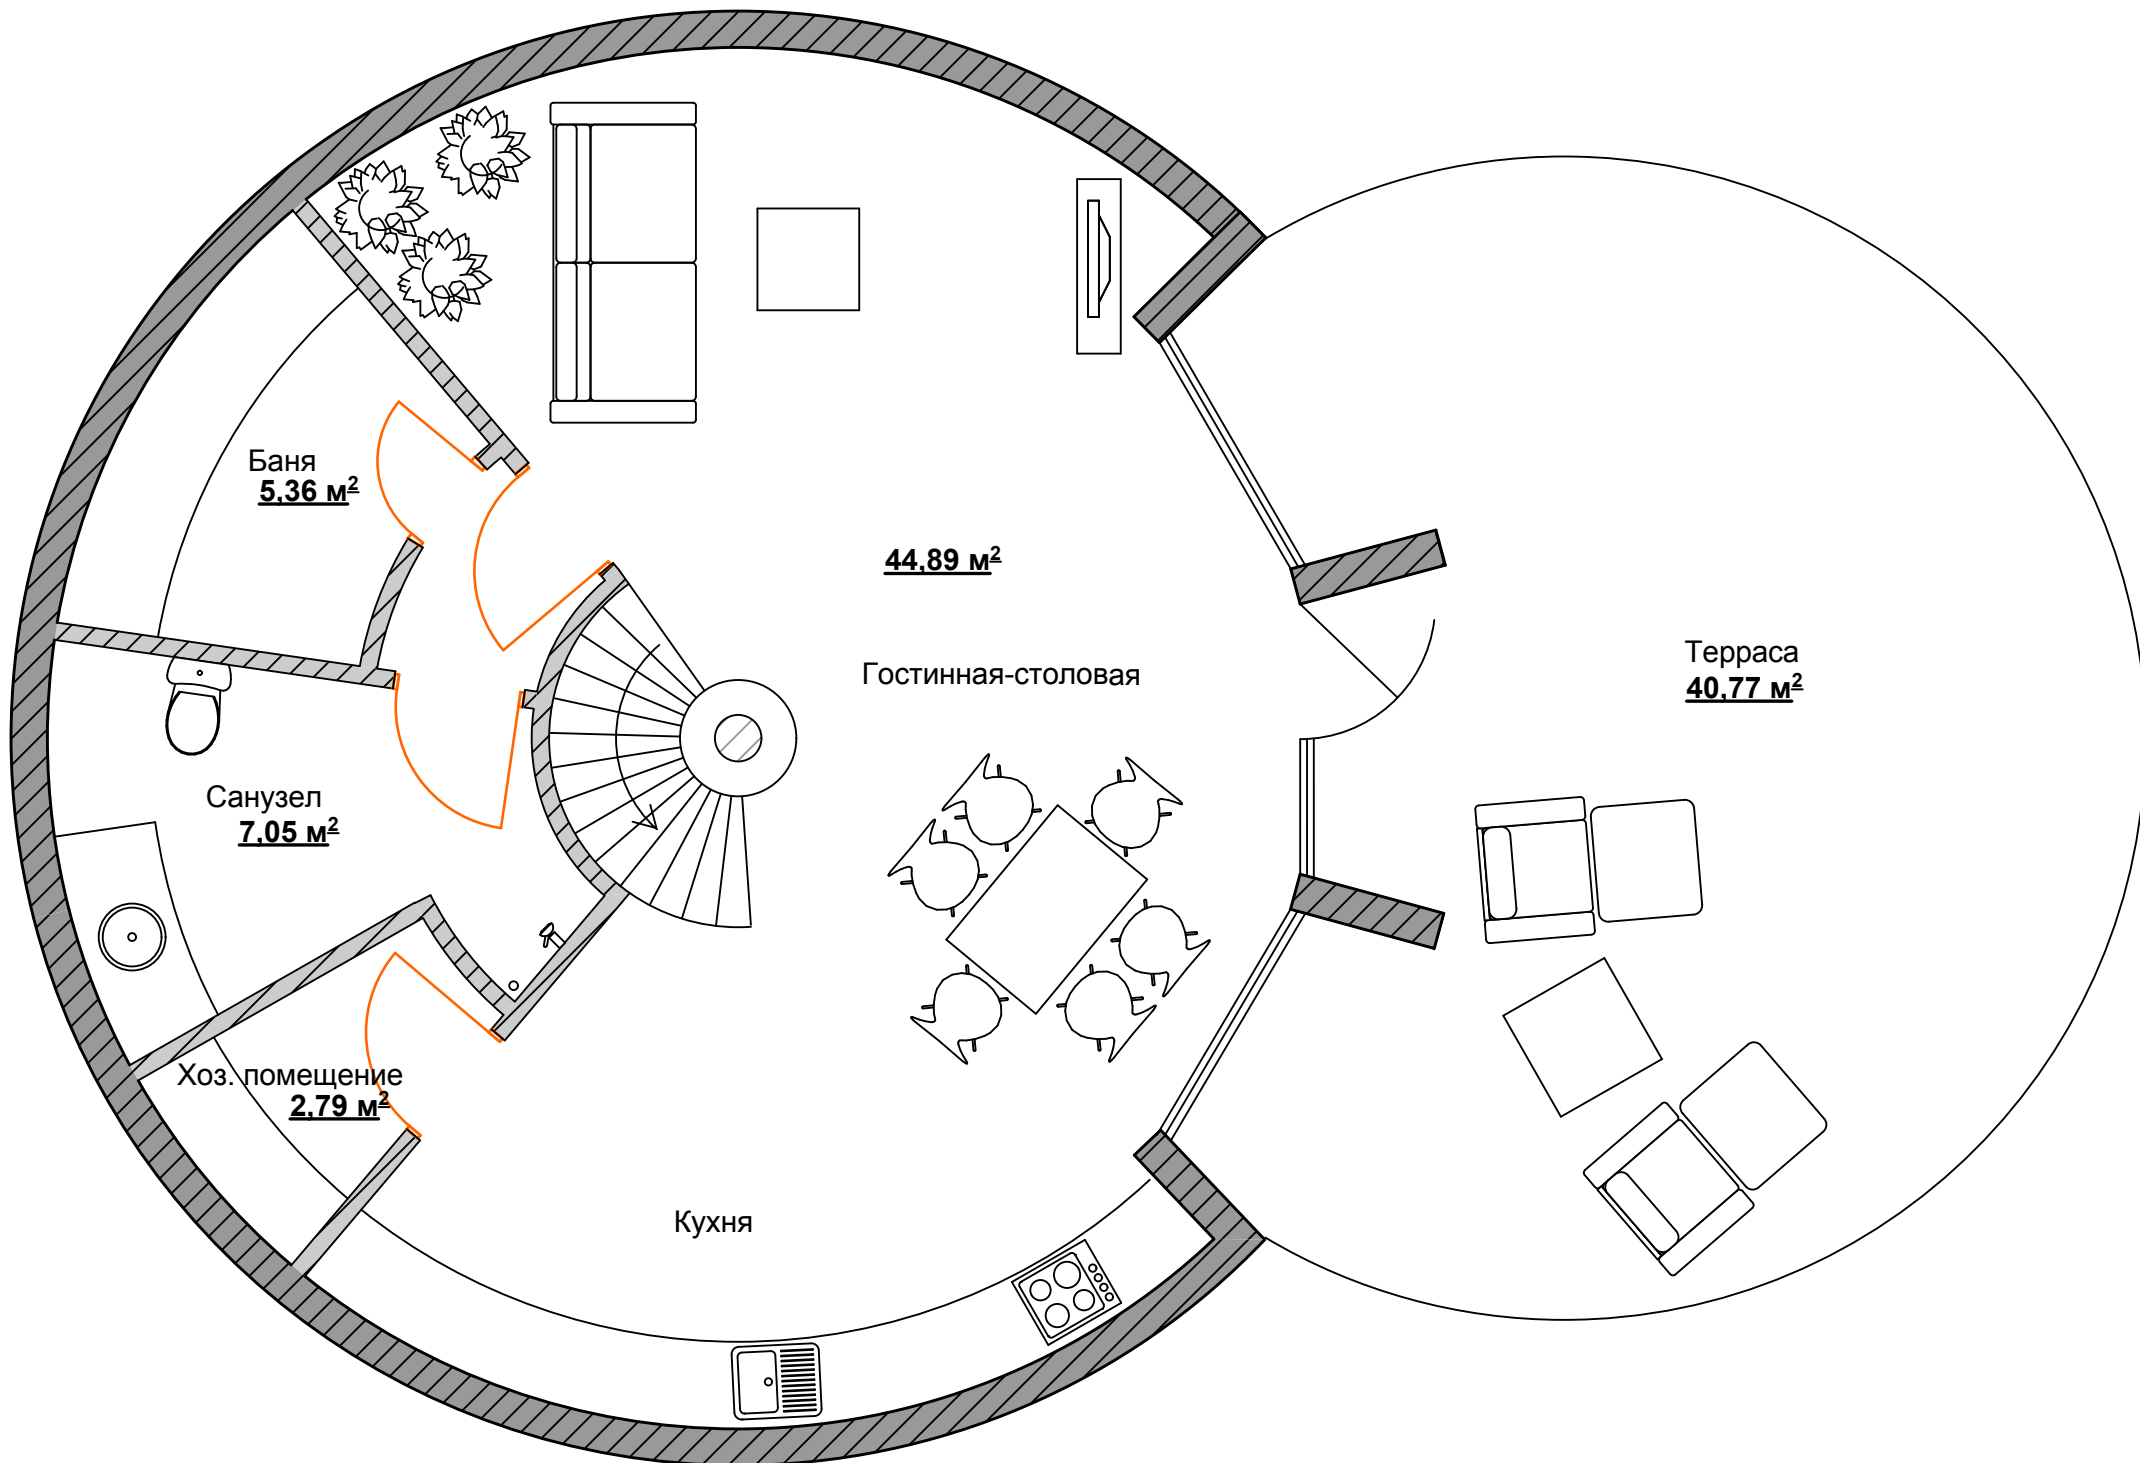 Баня
5,36 м²
44,89 м²
Гостинная-столовая
Терраса
40,77 м²
Санузел
7,05 м²
Хоз. помещение
2,79 м²
Кухня